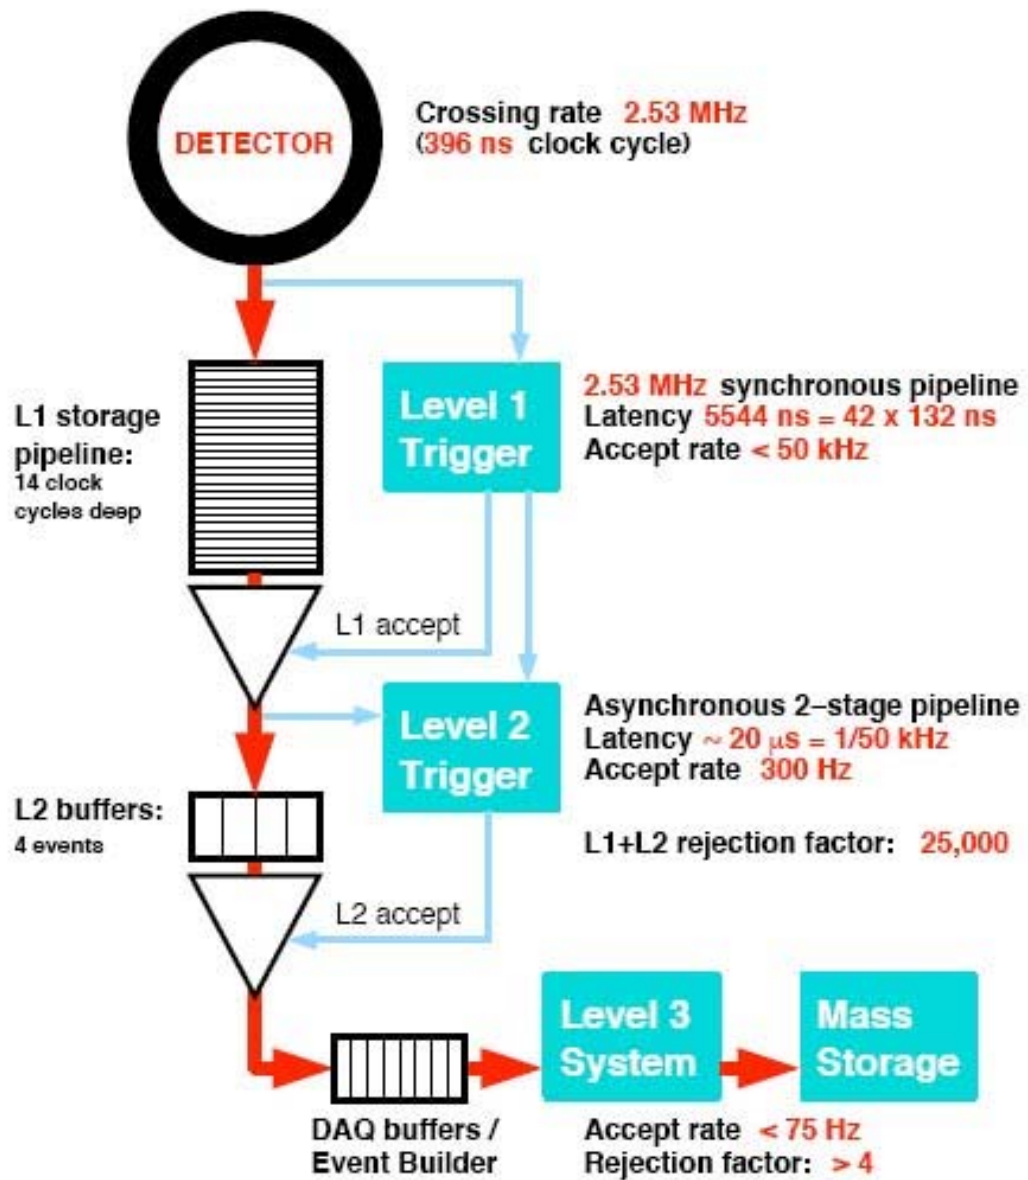 DETECTOR
Crossing rate 2.53 MHz
(396 ns clock cycle)
L1 storage
pipeline:
14 clock
cycles deep
Level 1
Trigger
2.53 MHz synchronous pipeline
Latency 5544 ns = 42 x 132 ns
Accept rate < 50 kHz
L1 accept
Level 2
Trigger
Asynchronous 2–stage pipeline
Latency ~ 20 µs = 1/50 kHz
Accept rate 300 Hz
L2 buffers:
4 events
L1+L2 rejection factor: 25,000
L2 accept
Level 3
System
Mass
Storage
DAQ buffers /
Event Builder
Accept rate < 75 Hz
Rejection factor: > 4